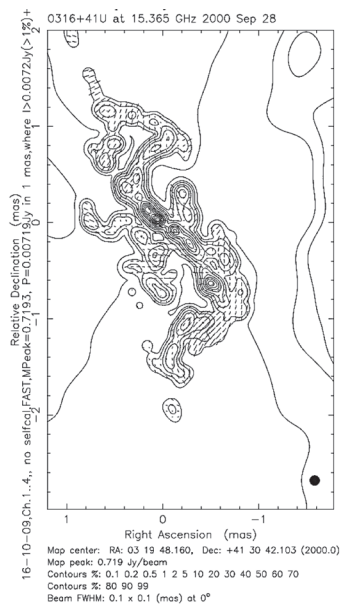 0316+41U at 15.365 GHz 2000 Sep 28
16-10-09,Ch.1..4,, no selfcal,FAST,MPeak=0.7193, P=0.00719Jy in 1 mas,where I>0.0072Jy(>1%)+
Relative Declination (mas)
2
1
0
−1
−2
1
0
−1
Right Ascension (mas)
Map center: RA: 03 19 48.160, Dec: +41 30 42.103 (2000.0)
Map peak: 0.719 Jy/beam
Contours %: 0.1 0.2 0.5 1 2 5 10 20 30 40 50 60 70
Contours %: 80 90 99
Beam FWHM: 0.1 x 0.1 (mas) at 0°